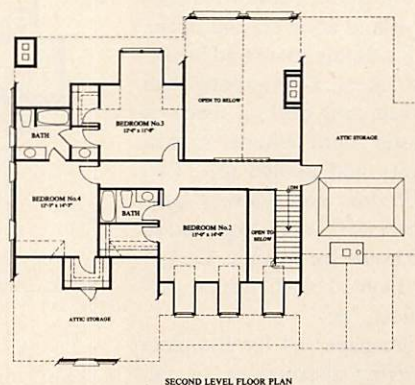 OPEN TO BELOW
BEDROOM No.3
BATH
ATTIC STORAGE
BEDROOM No.4
BATH
BEDROOM No.2
OPEN TO
BELOW
ATTIC STORAGE
SECOND LEVEL FLOOR PLAN